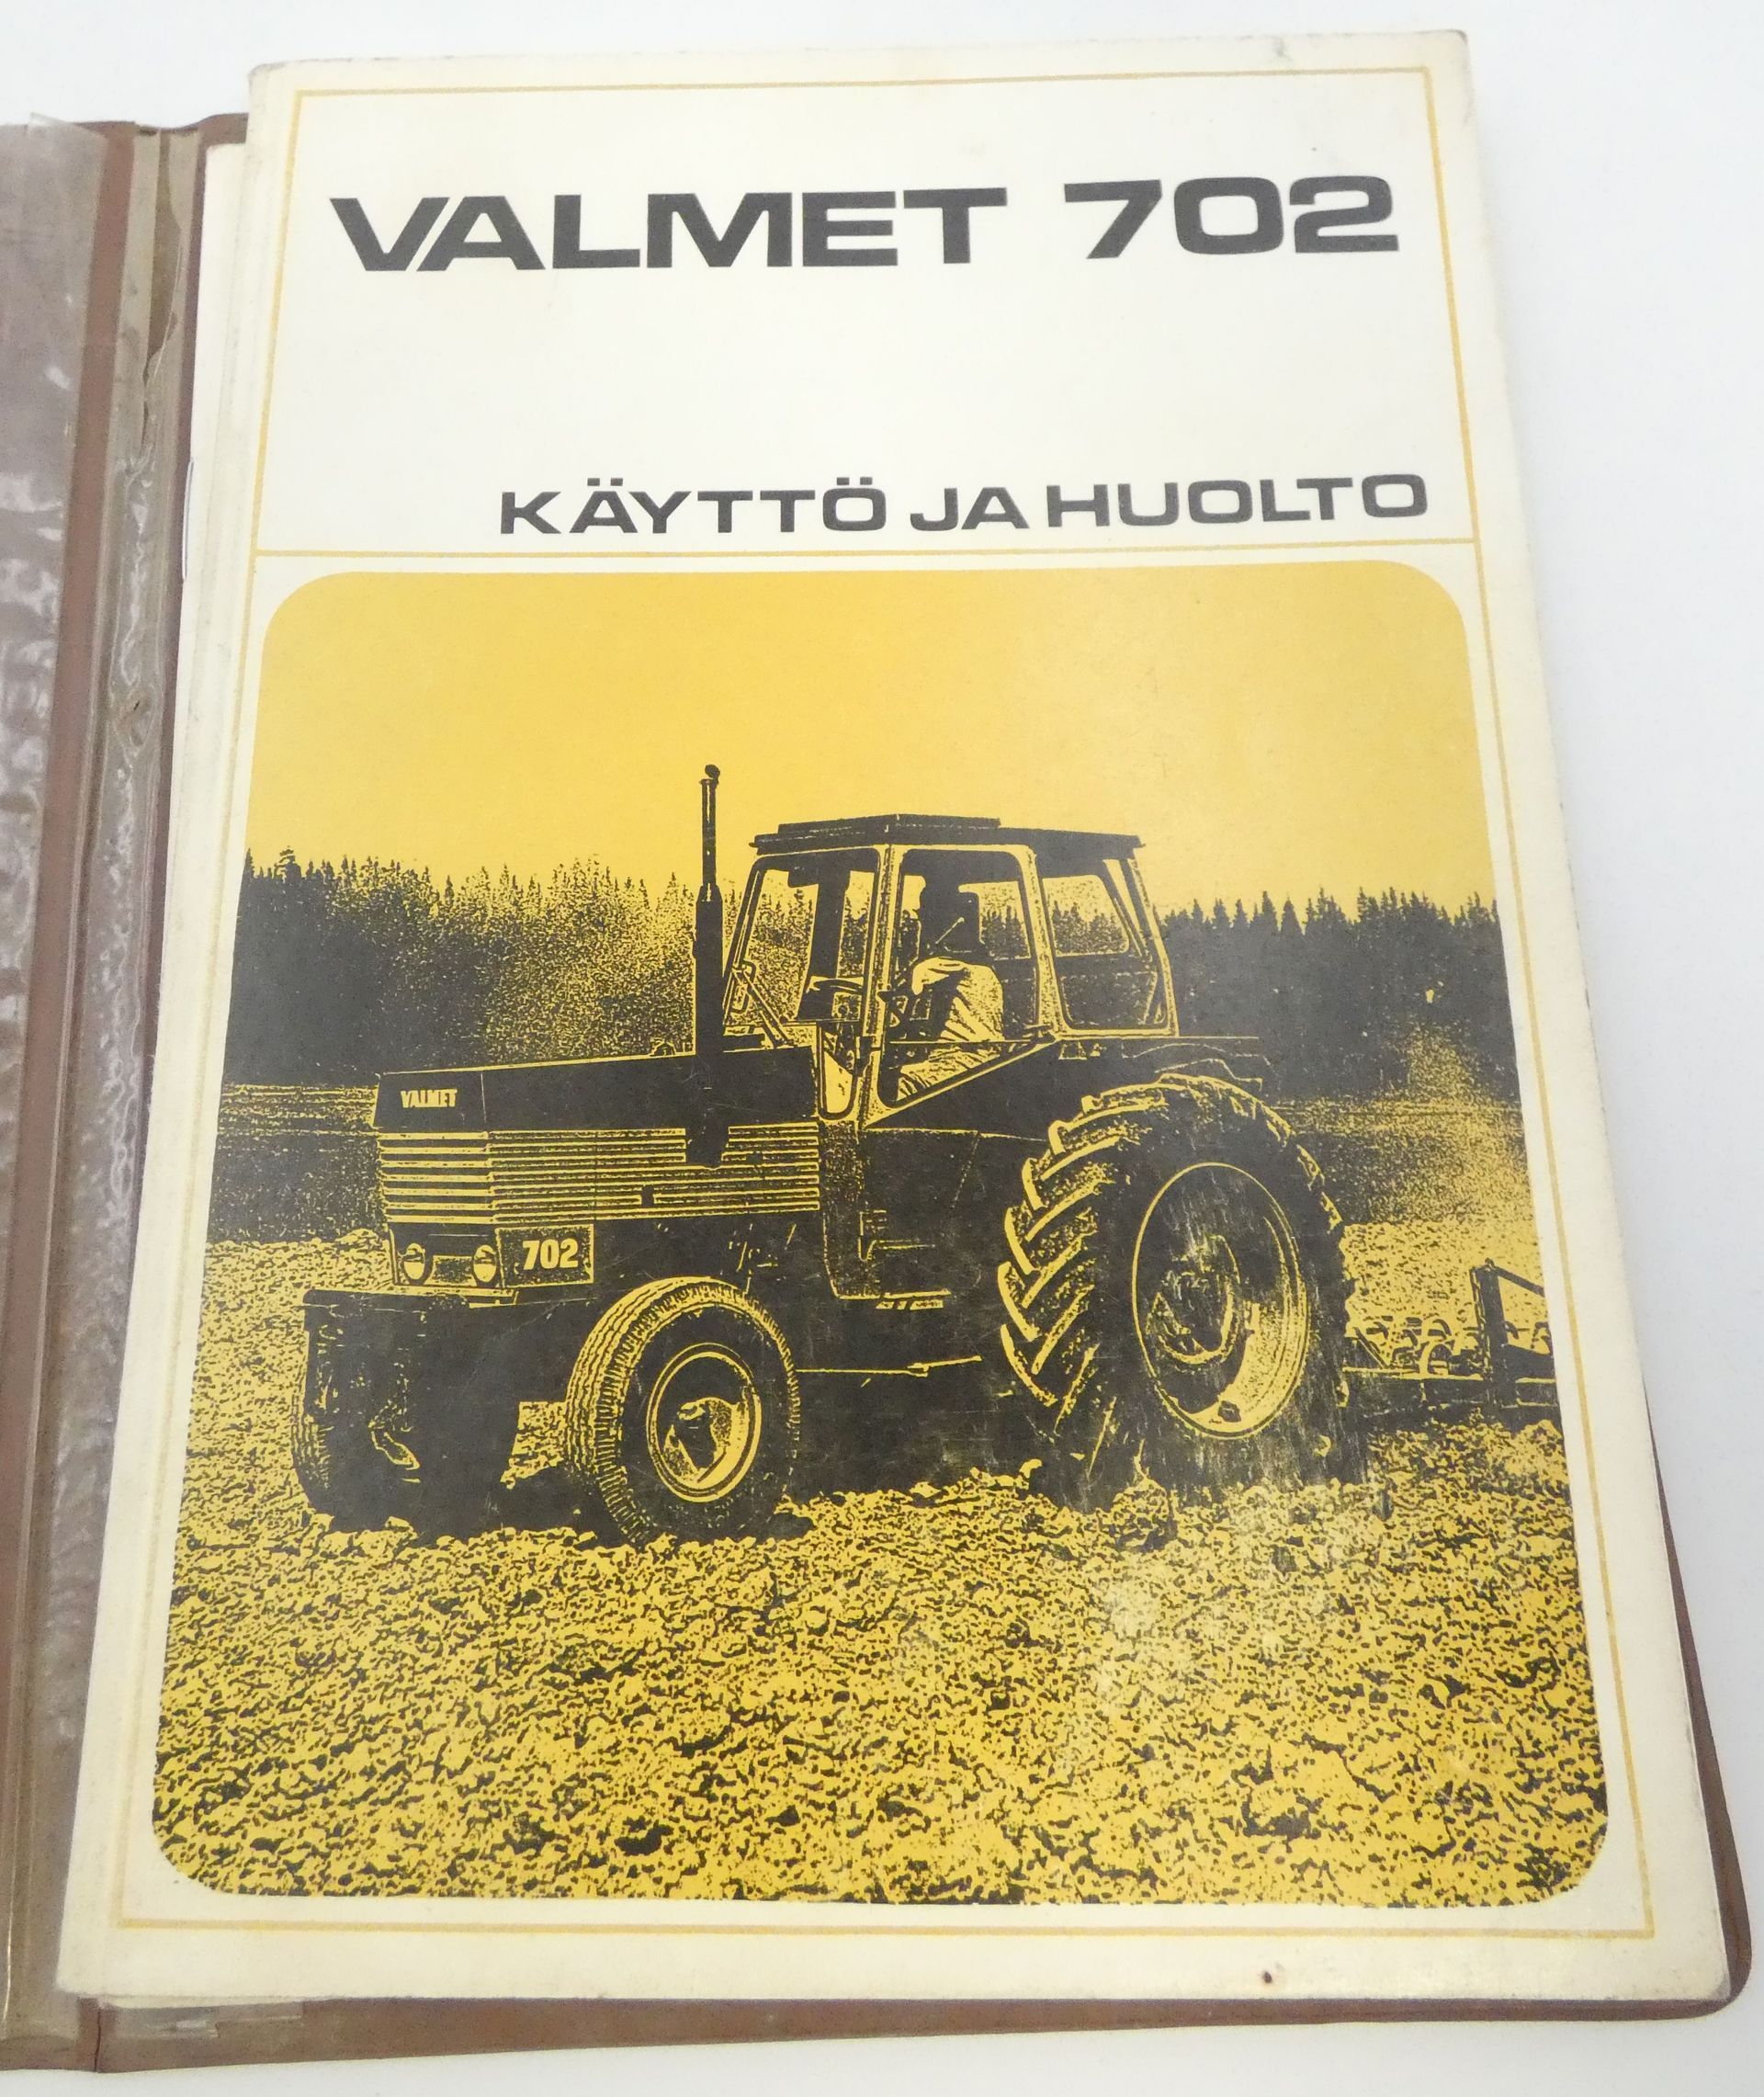 VALMET 702
KÄYTTÖ JA HUOLTO
VALMET
702